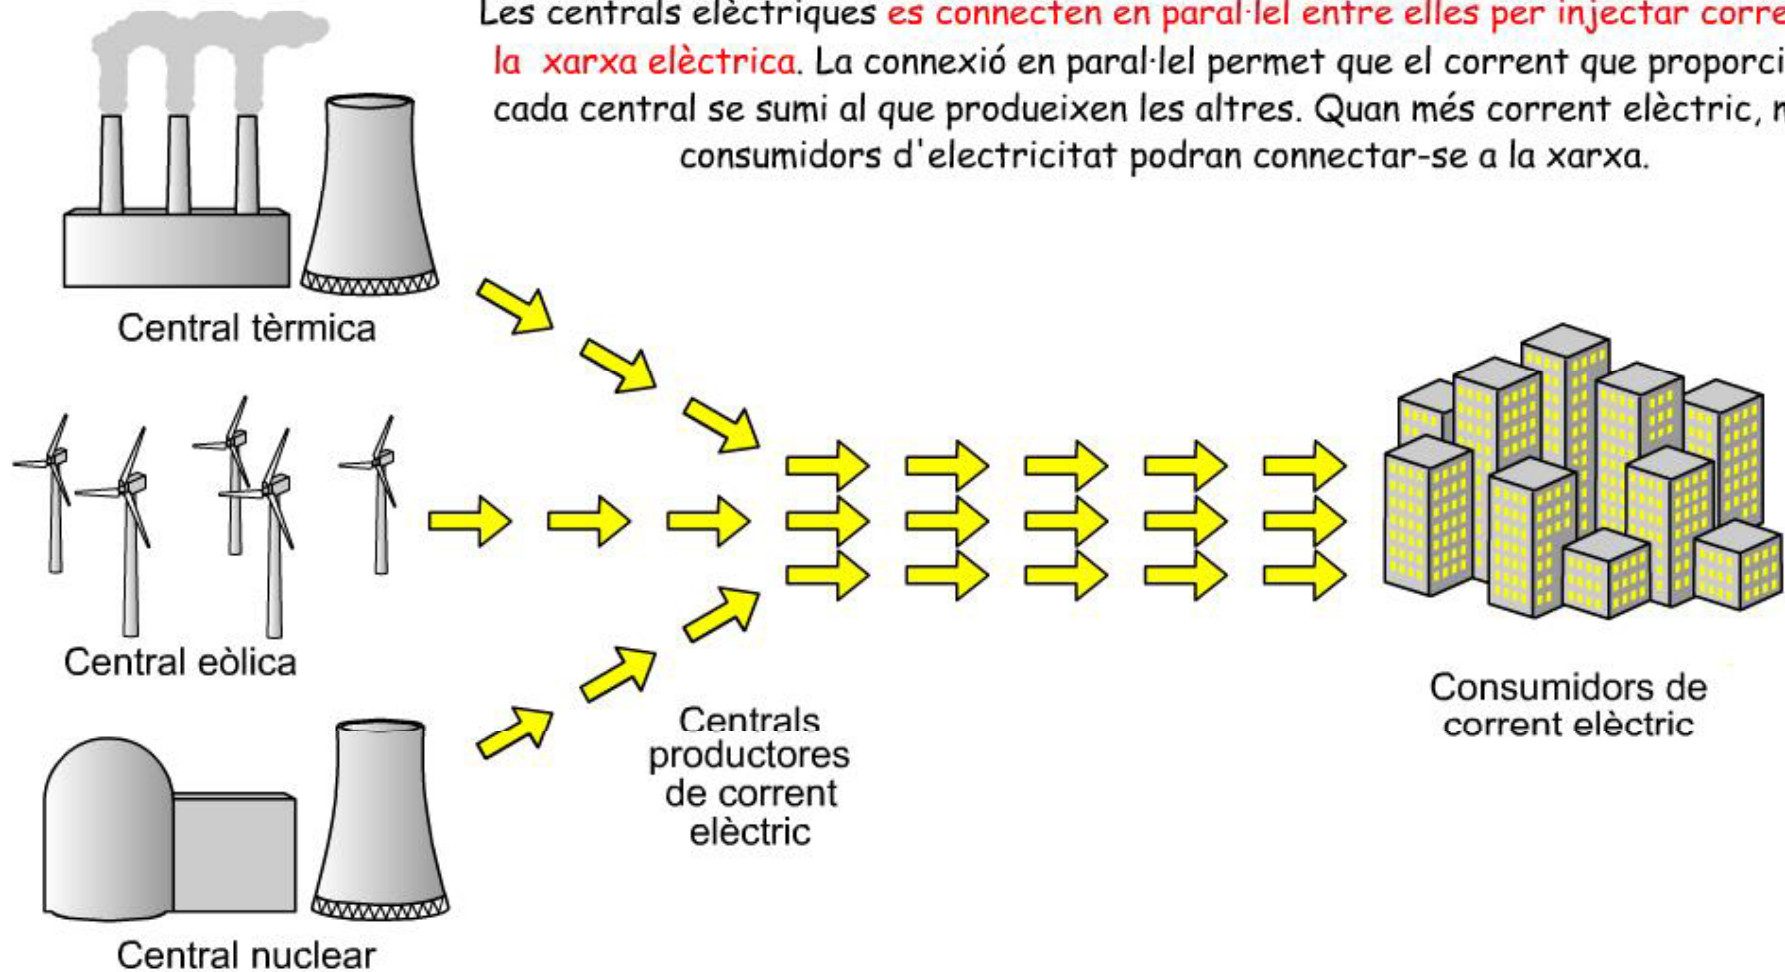 Les centrals elèctriques es connecten en paral·lel entre elles per injectar
la xarxa elèctrica. La connexió en paral·lel permet que el corrent que
cada central se sumi al que produeixen les altres. Quan més corrent elèctric,
consumidors d'electricitat podran connectar-se a la xarxa.
Central tèrmica
Central eòlica
Central nuclear
Centrals
productores
de corrent
elèctric
Consumidors de
corrent elèctric